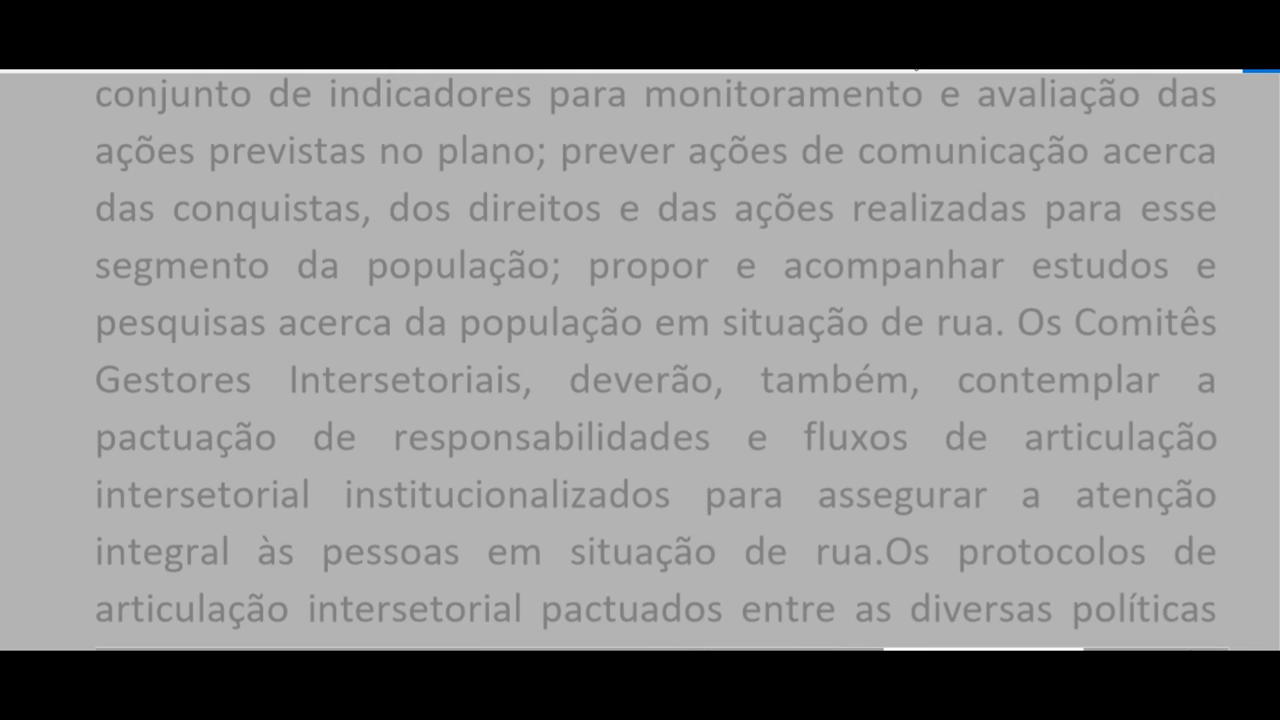 conjunto de indicadores para monitoramento e avaliação das
ações previstas no plano; prever ações de comunicação acerca
das conquistas, dos direitos e das ações realizadas para esse
segmento da população; propor e acompanhar estudos e
pesquisas acerca da população em situação de rua. Os Comitês
Gestores Intersetoriais, deverão, também, contemplar a
pactuação de responsabilidades e fluxos de articulação
intersetorial institucionalizados para assegurar a atenção
integral às pessoas em situação de rua.Os protocolos de
articulação intersetorial pactuados entre as diversas políticas